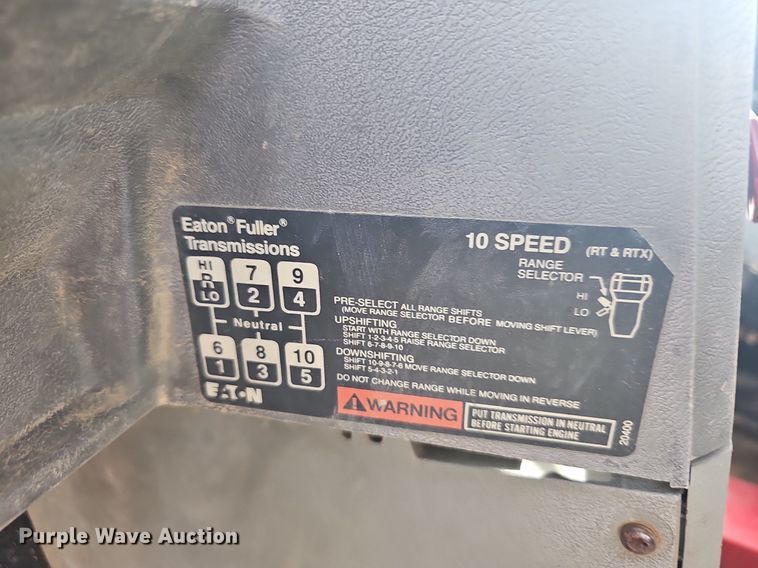 Eaton® Fuller®
Transmissions
10 SPEED (RT & RTX)
HI
R
LO
7
2
9
4
Neutral
6
1
8
3
10
5
EATON
RANGE
SELECTOR
HI
LO
PRE-SELECT ALL RANGE SHIFTS
(MOVE RANGE SELECTOR BEFORE MOVING SHIFT LEVER)
UPSHIFTING
START WITH RANGE SELECTOR DOWN
SHIFT 1-2-3-4-5 RAISE RANGE SELECTOR
SHIFT 6-7-8-9-10
DOWNSHIFTING
SHIFT 10-9-8-7-6 MOVE RANGE SELECTOR DOWN
SHIFT 5-4-3-2-1
DO NOT CHANGE RANGE WHILE MOVING IN REVERSE
WARNING
PUT TRANSMISSION IN NEUTRAL
BEFORE STARTING ENGINE
20400
Purple Wave Auction